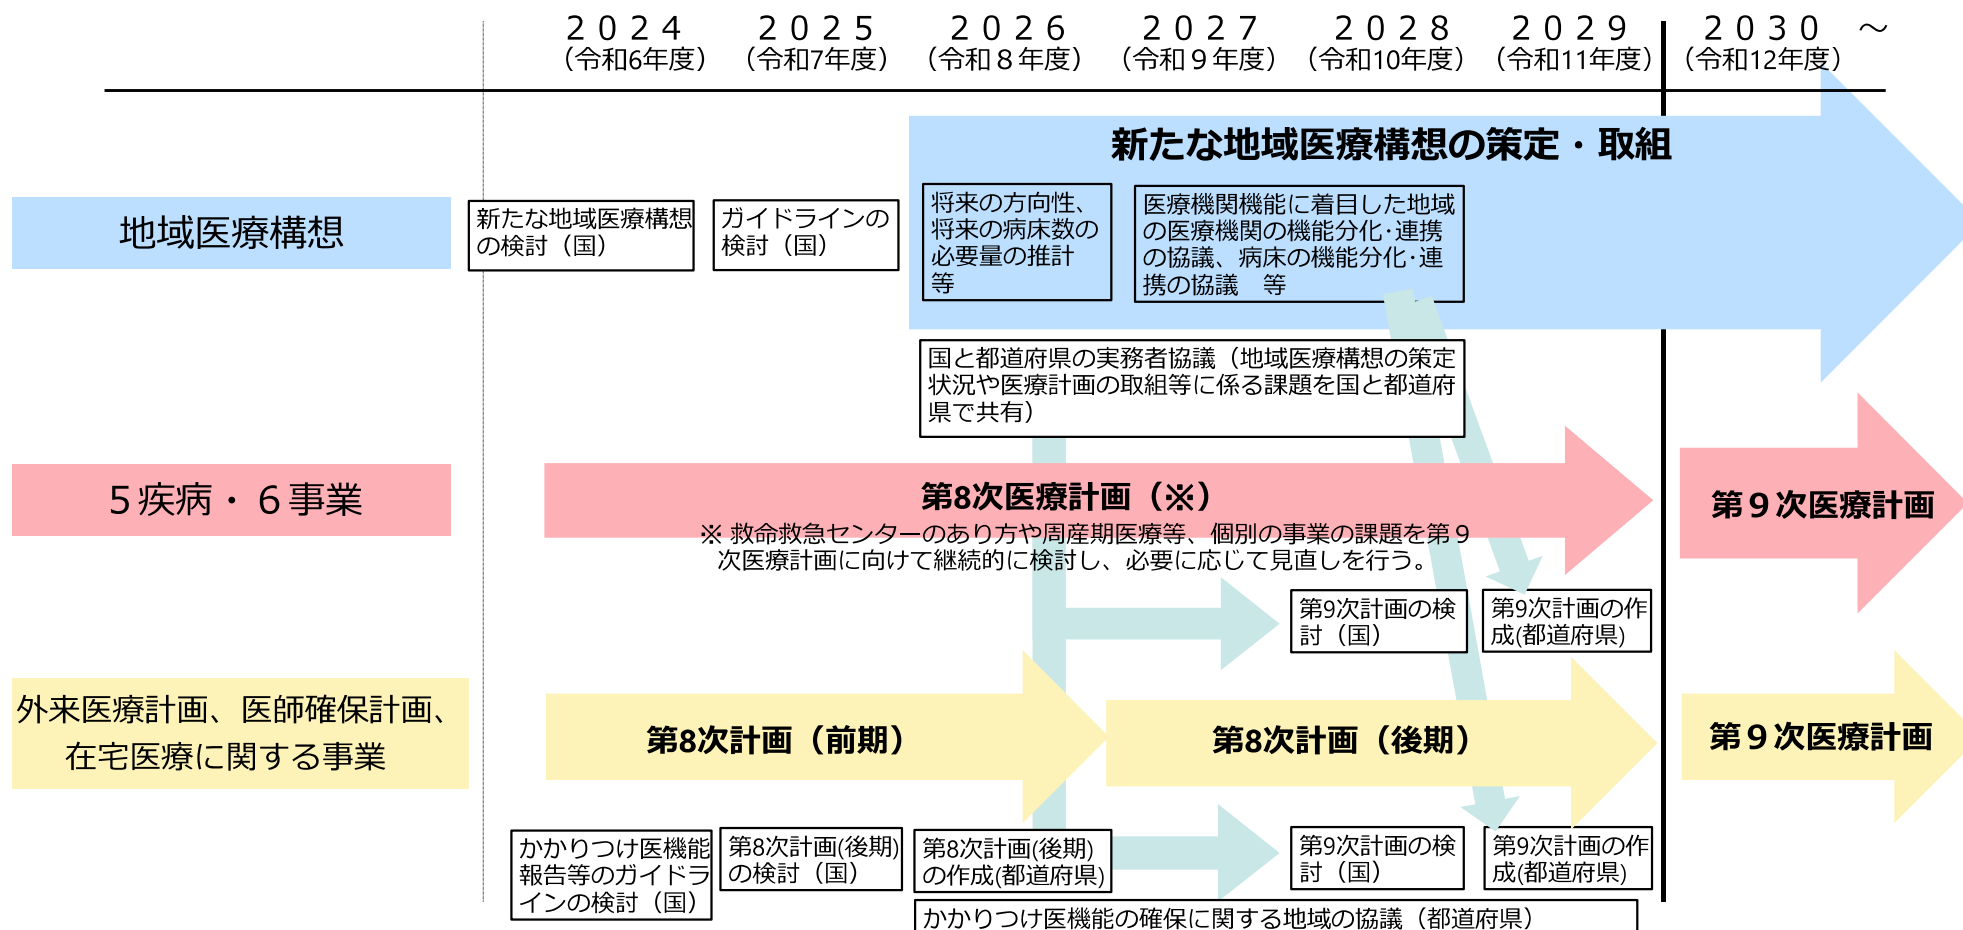 ２０２４　２０２５　２０２６　２０２７　２０２８　２０２９　２０３０　～
（令和6年度）　（令和7年度）　（令和８年度）　（令和９年度）　（令和10年度）　（令和11年度）　（令和12年度）
新たな地域医療構想の策定・取組
地域医療構想
新たな地域医療構想
の検討（国）
ガイドラインの
検討（国）
将来の方向性、
将来の病床数の
必要量の推計
等
医療機関機能に着目した地域
の医療機関の機能分化･連携
の協議、病床の機能分化･連
携の協議　等
国と都道府県の実務者協議（地域医療構想の策定
状況や医療計画の取組等に係る課題を国と都道府
県で共有）
５疾病・６事業
第8次医療計画（※）
※ 救命救急センターのあり方や周産期医療等、個別の事業の課題を第９
次医療計画に向けて継続的に検討し、必要に応じて見直しを行う。
第９次医療計画
第9次計画の検
討（国）
第9次計画の作
成(都道府県)
外来医療計画、医師確保計画、
在宅医療に関する事業
第8次計画（前期）
第8次計画（後期）
第９次医療計画
かかりつけ医機能
報告等のガイドラ
インの検討（国）
第8次計画(後期)
の検討（国）
第8次計画(後期)
の作成(都道府県)
第9次計画の検
討（国）
第9次計画の作
成(都道府県)
かかりつけ医機能の確保に関する地域の協議（都道府県）